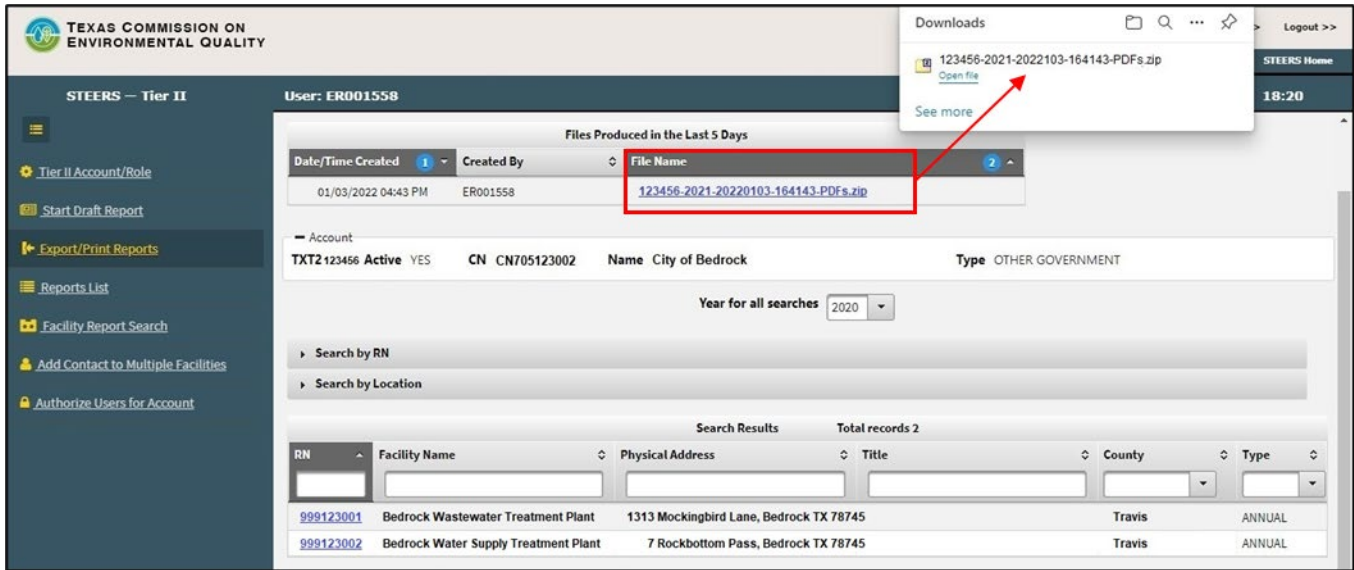 TEXAS COMMISSION ON
ENVIRONMENTAL QUALITY
Downloads
> Logout >>
123456-2021-2022103-164143-PDFs.zip
Open file
See more
STEERS Home
STEERS — Tier II
User: ER001558
18:20
Tier II Account/Role
Start Draft Report
Export/Print Reports
Reports List
Facility Report Search
Add Contact to Multiple Facilities
Authorize Users for Account
Files Produced in the Last 5 Days
Date/Time Created 1 Created By File Name 2
01/03/2022 04:43 PM ER001558 123456-2021-20220103-164143-PDFs.zip
Account
TXT2 123456 Active YES CN CN705123002 Name City of Bedrock Type OTHER GOVERNMENT
Year for all searches 2020
Search by RN
Search by Location
Search Results Total records 2
RN Facility Name Physical Address Title County Type
999123001 Bedrock Wastewater Treatment Plant 1313 Mockingbird Lane, Bedrock TX 78745 Travis ANNUAL
999123002 Bedrock Water Supply Treatment Plant 7 Rockbottom Pass, Bedrock TX 78745 Travis ANNUAL